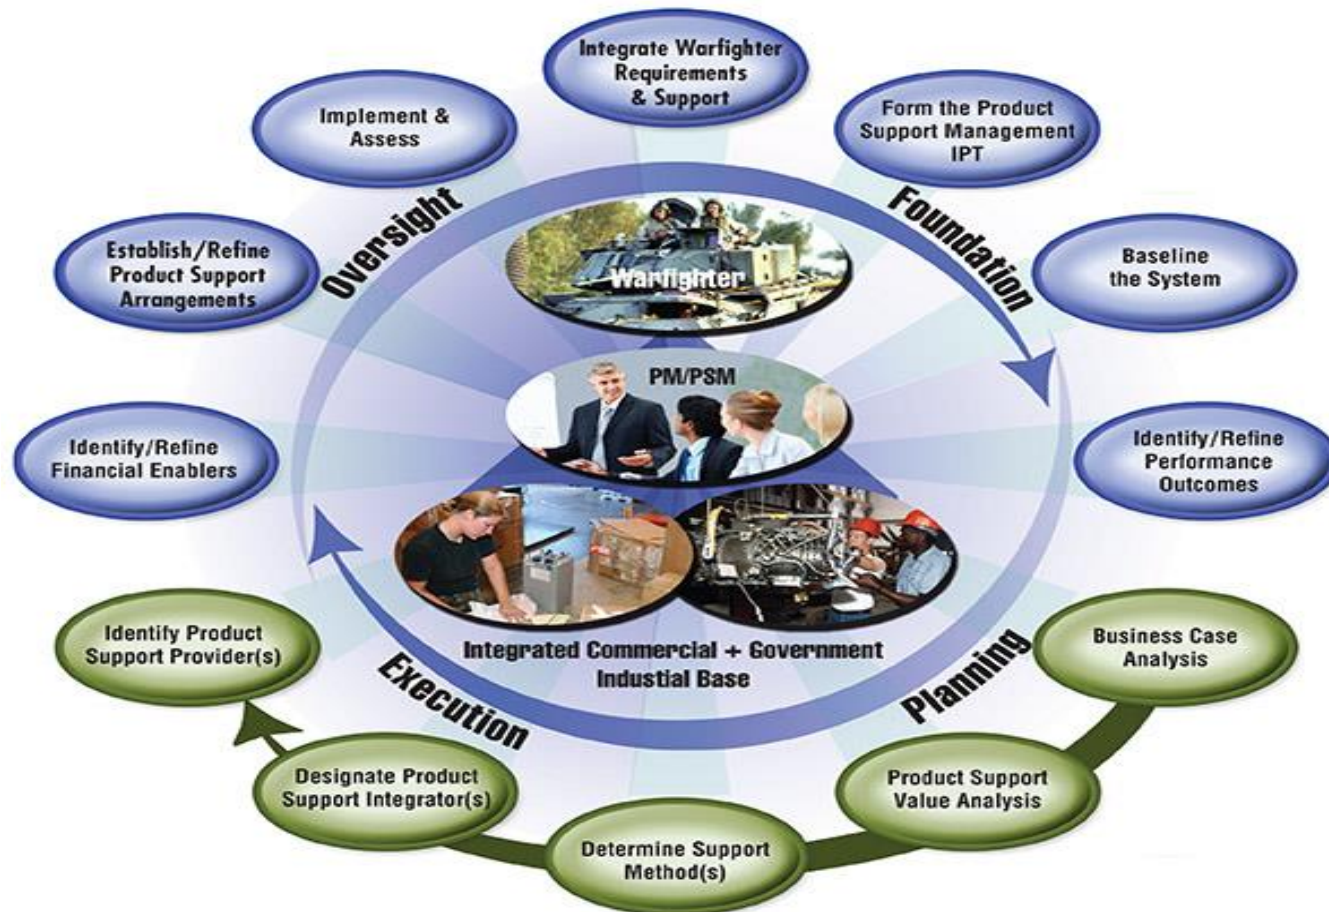 Integrate Warfighter
Requirements
& Support
Form the Product
Support Management
IPT
Baseline
the System
Identify/Refine
Performance
Outcomes
Business Case
Analysis
Product Support
Value Analysis
Determine Support
Method(s)
Designate Product
Support Integrator(s)
Identify Product
Support Provider(s)
Identify/Refine
Financial Enablers
Establish/Refine
Product Support
Arrangements
Implement &
Assess
Oversight
Foundation
Planning
Execution
Warfighter
PM/PSM
Integrated Commercial + Government
Industial Base